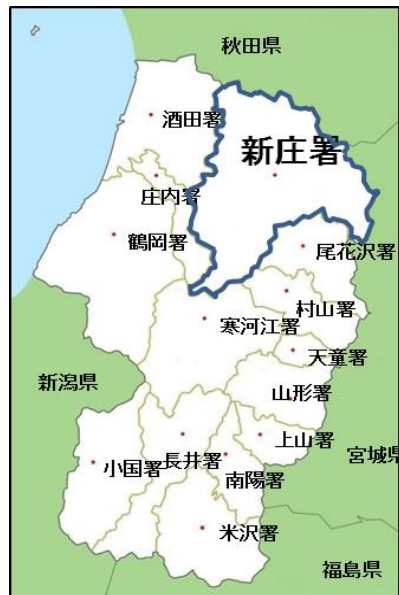 秋田県
酒田署
新庄署
庄内署
鶴岡署
尾花沢署
村山署
寒河江署
天童署
新潟県
山形署
上山署
宮城県
長井署
小国署
南陽署
米沢署
福島県